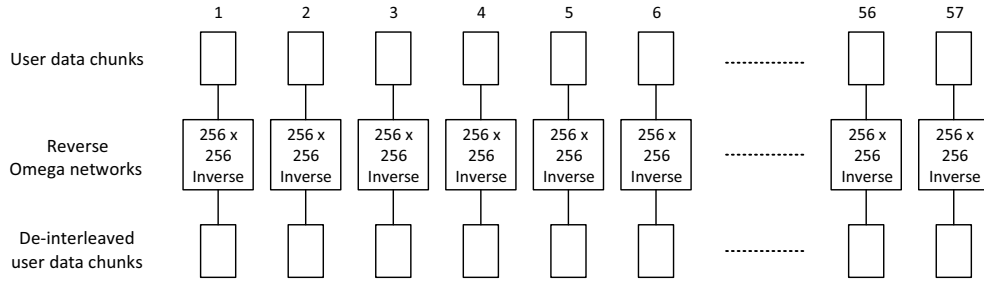 1 2 3 4 5 6 56 57
User data chunks
Reverse
Omega networks
256 x
256
Inverse
256 x
256
Inverse
256 x
256
Inverse
256 x
256
Inverse
256 x
256
Inverse
256 x
256
Inverse
256 x
256
Inverse
256 x
256
Inverse
De-interleaved
user data chunks